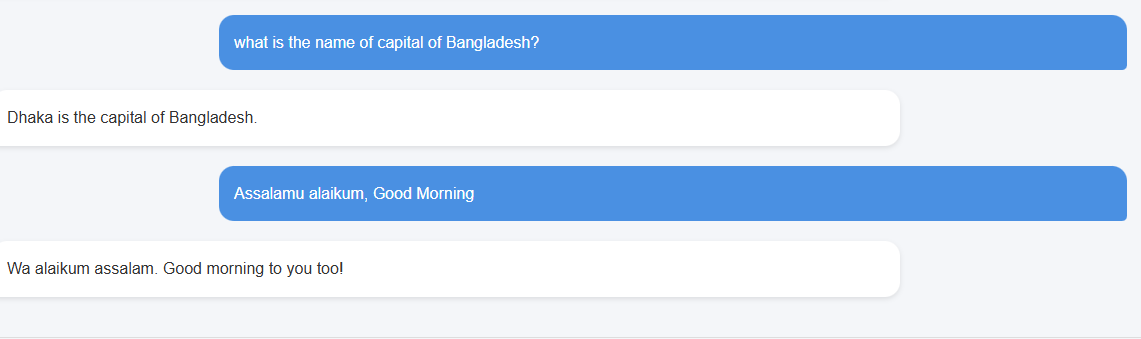 what is the name of capital of Bangladesh?
Dhaka is the capital of Bangladesh.
Assalamu alaikum, Good Morning
Wa alaikum assalam. Good morning to you too!